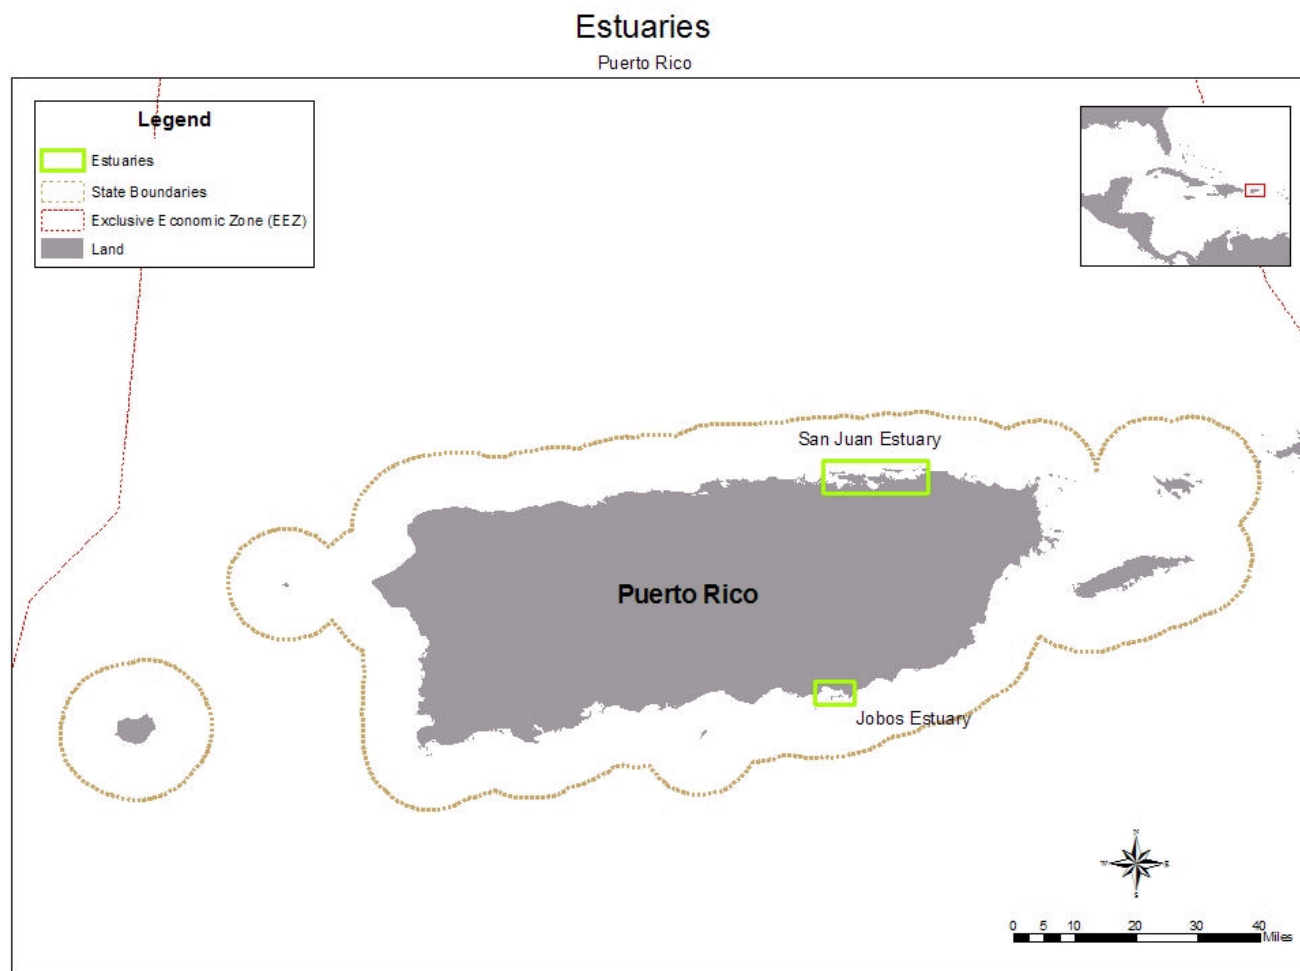 Estuaries
Puerto Rico
Legend
Estuaries
State Boundaries
Exclusive Economic Zone (EEZ)
Land
San Juan Estuary
Puerto Rico
Jobos Estuary
N
W E
S
0 5 10 20 30 40
Miles